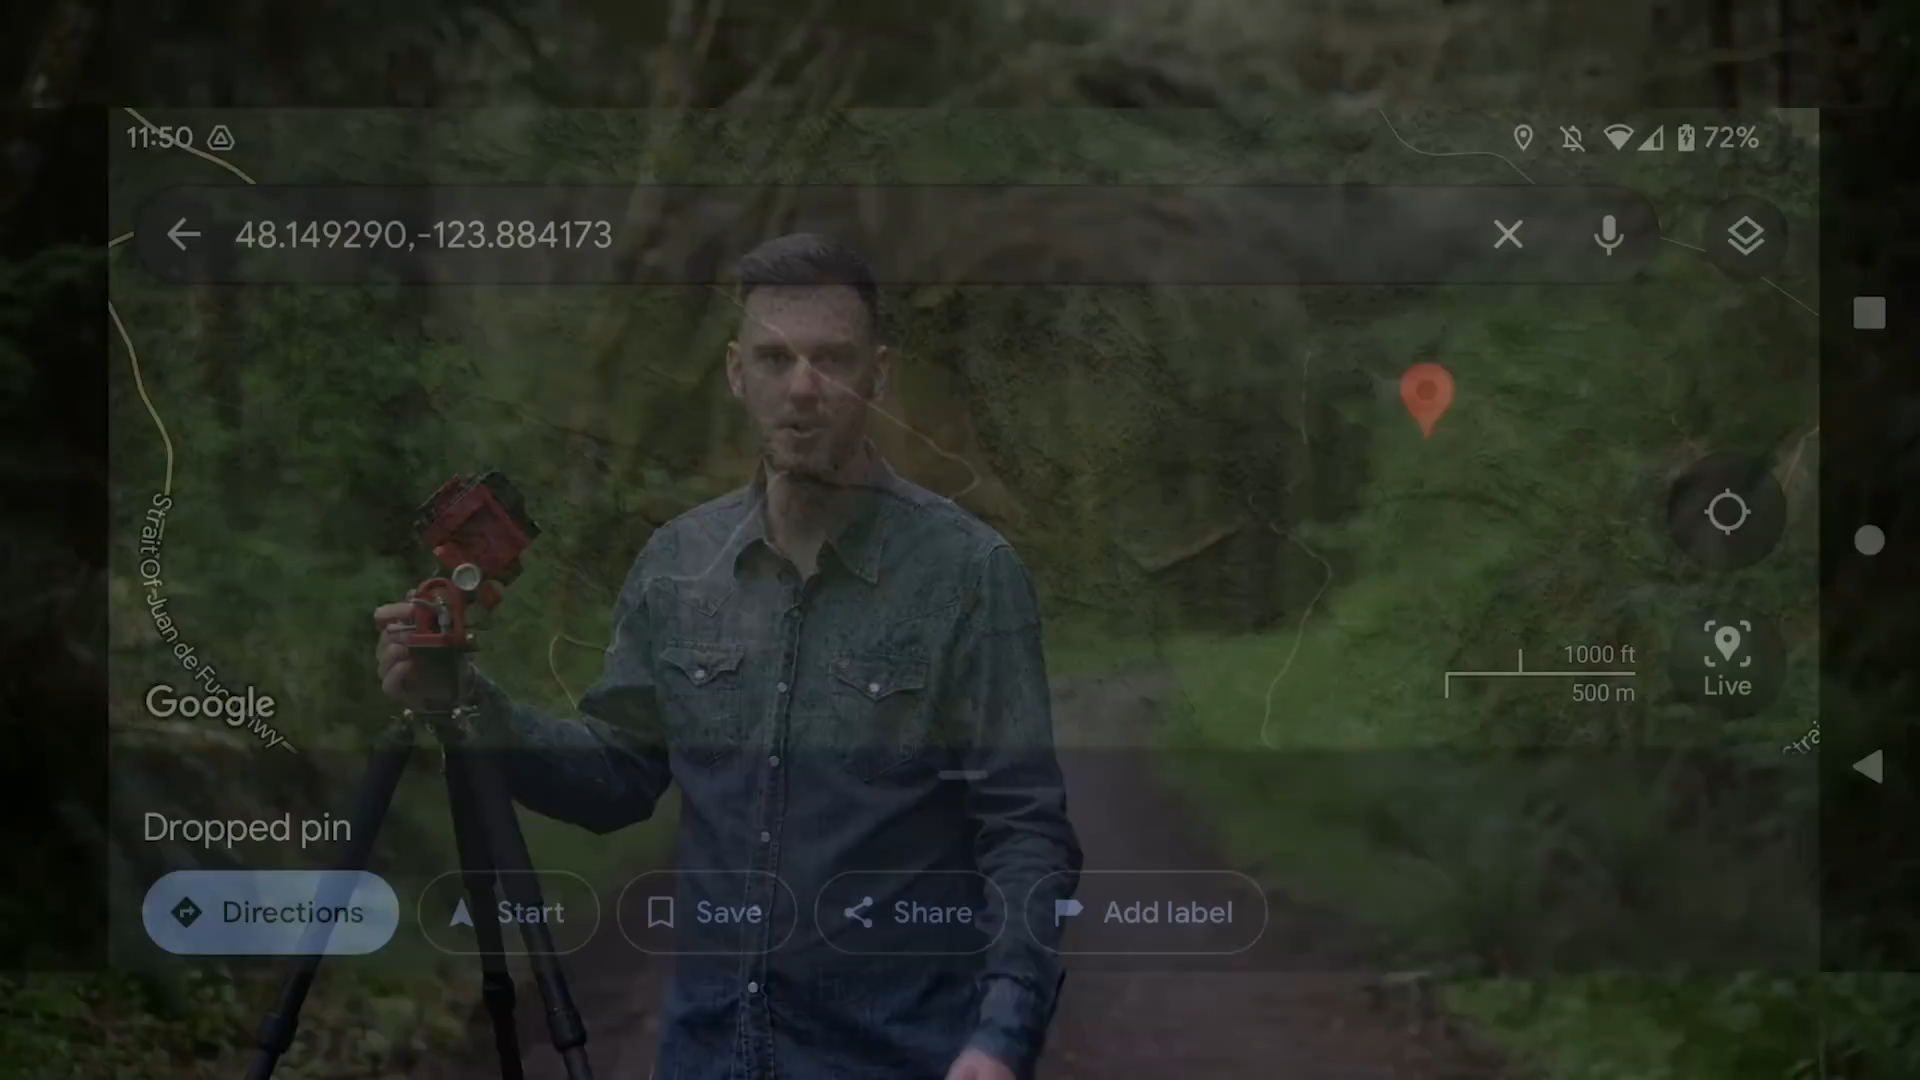 11:50
72%
48.149290,-123.884173
Strait Of Juan de Fuca Hwy
1000 ft
500 m
Live
Google
Stra
Dropped pin
Directions
Start
Save
Share
Add label